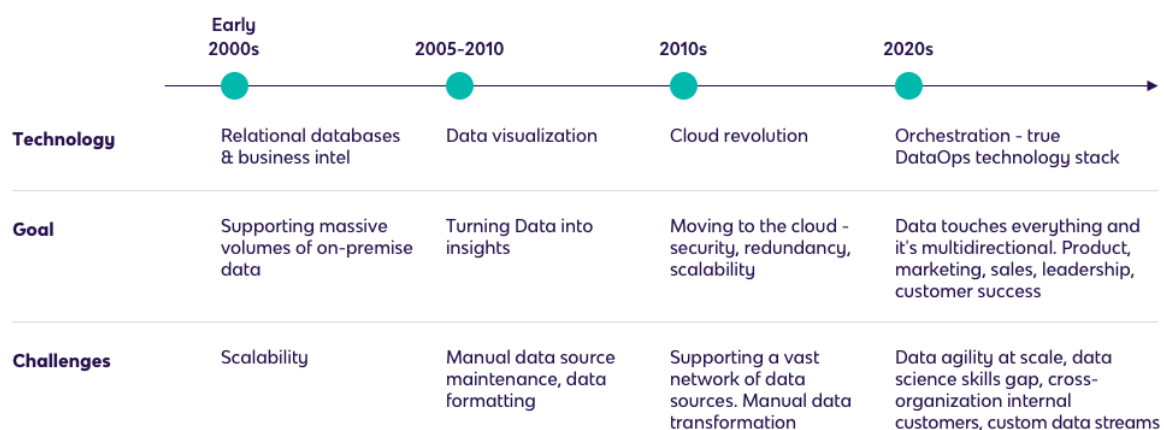 Early
2000s
2005-2010
2010s
2020s
Technology
Relational databases
& business intel
Data visualization
Cloud revolution
Orchestration - true
DataOps technology stack
Goal
Supporting massive
volumes of on-premise
data
Turning Data into
insights
Moving to the cloud -
security, redundancy,
scalability
Data touches everything and
it's multidirectional. Product,
marketing, sales, leadership,
customer success
Challenges
Scalability
Manual data source
maintenance, data
formatting
Supporting a vast
network of data
sources. Manual data
transformation
Data agility at scale, data
science skills gap, cross-
organization internal
customers, custom data streams